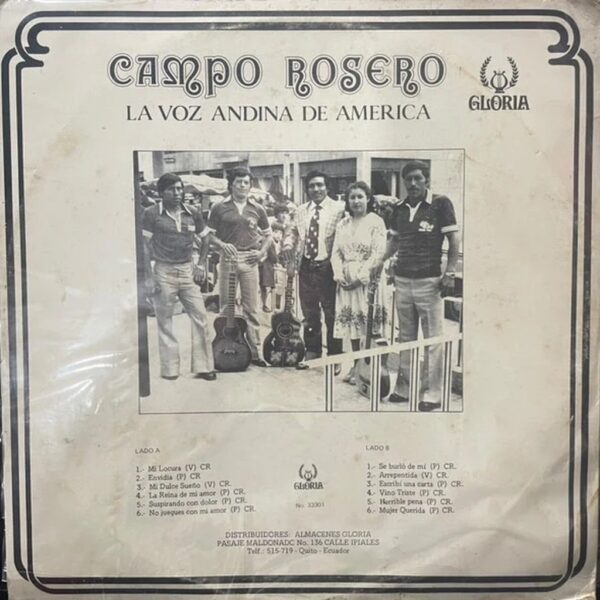 CAMPO ROSERO
GLORIA
LA VOZ ANDINA DE AMERICA
LADO A
1.- Mi Locura (V) CR
2.- Envidia (P) CR.
3.- Mi Dulce Sueño (V) CR.
4.- La Reina de mi amor (P) CR.
5.- Suspirando con dolor (P) CR.
6.- No juegues con mi amor (P) CR.
GLORIA
No. 33301
LADO B
1.- Se burló de mí (P) CR.
2.- Arrepentida (V) CR.
3.- Escribí una carta (P) CR.
4.- Vino Triste (P) CR.
5.- Horrible pena (P) CR.
6.- Mujer Querida (P) CR.
DISTRIBUIDORES: ALMACENES GLORIA
PASAJE MALDONADO No. 136 CALLE IPIALES
Telf.: 515-719 - Quito - Ecuador